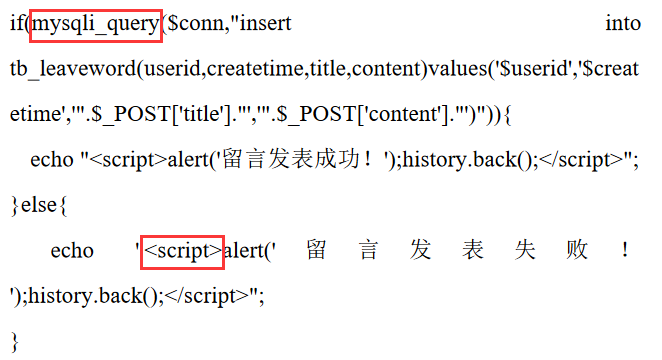 if(mysqli_query($conn,"insert into
tb_leaveword(userid,createtime,title,content)values('$userid','$creat
etime','".$_POST['title']."','".$_POST['content']."')")){
echo "<script>alert('留言发表成功！');history.back();</script>";
}else{
echo '<script>alert('留言发表失败！
');history.back();</script>";
}